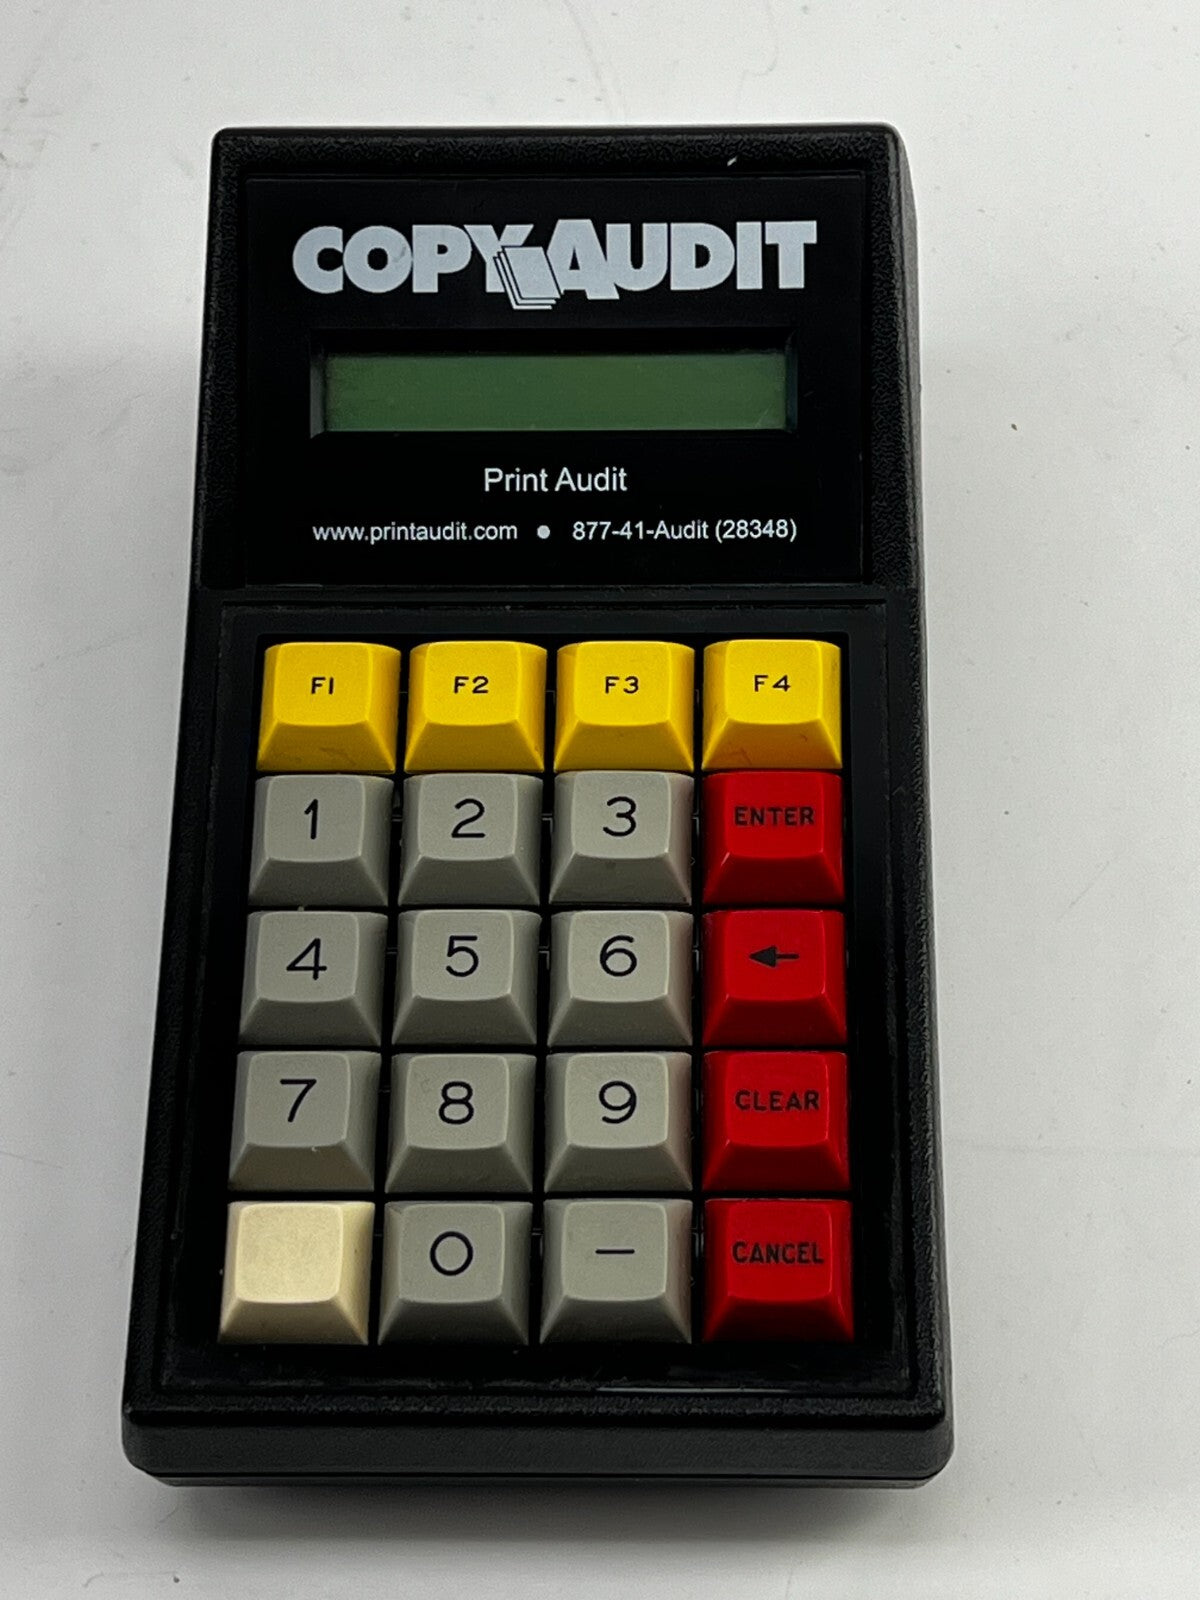 COPYAUDIT
Print Audit
www.printaudit.com ● 877-41-Audit (28348)
F1 F2 F3 F4
1 2 3 ENTER
4 5 6 ←
7 8 9 CLEAR
0 – CANCEL